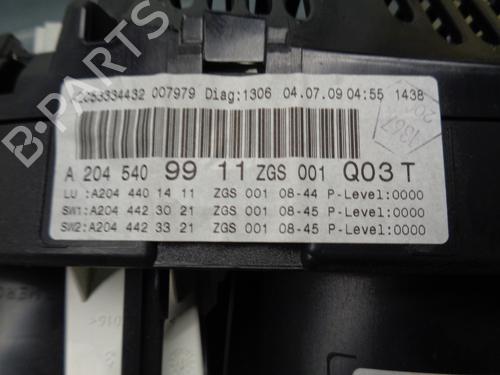 007979 Diag:1306 04.07.09 04:55 1438
A 204 540 99 11 ZGS 001 Q03 T
LU :A204 440 14 11 ZGS 001 08-44 P-Level:0000
SW1:A204 442 30 21 ZGS 001 08-45 P-Level:0000
SW2:A204 442 33 21 ZGS 001 08-45 P-Level:0000
1367
B-PARTS